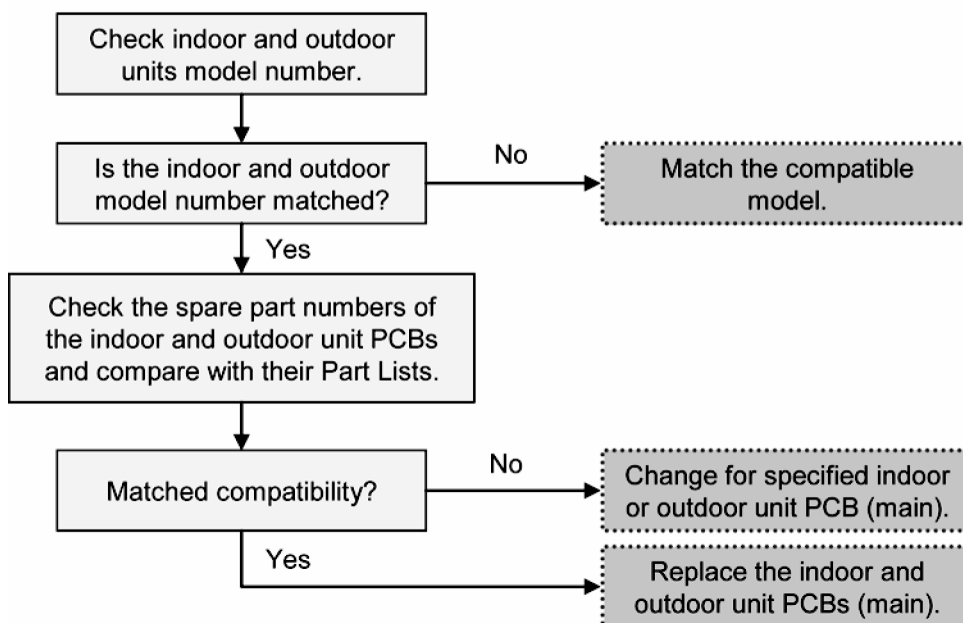 Check indoor and outdoor
units model number.
Is the indoor and outdoor
model number matched?
No
Match the compatible
model.
Yes
Check the spare part numbers of
the indoor and outdoor unit PCBs
and compare with their Part Lists.
Matched compatibility?
No
Change for specified indoor
or outdoor unit PCB (main).
Yes
Replace the indoor and
outdoor unit PCBs (main).